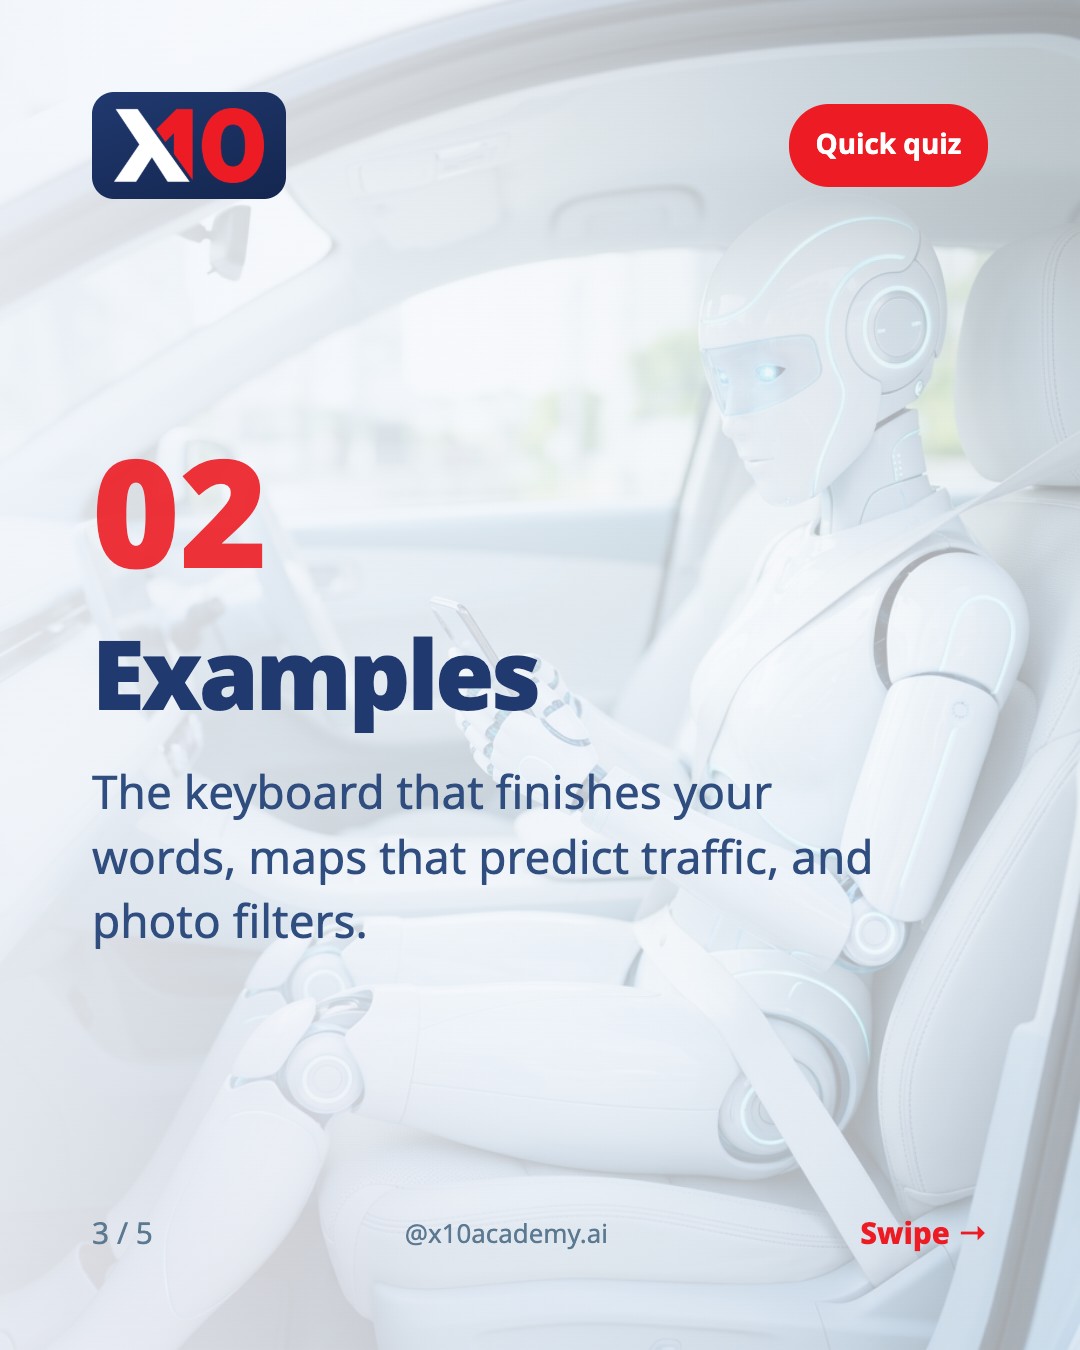 X10
Quick quiz
02
Examples
The keyboard that finishes your
words, maps that predict traffic, and
photo filters.
3 / 5
@x10academy.ai
Swipe →